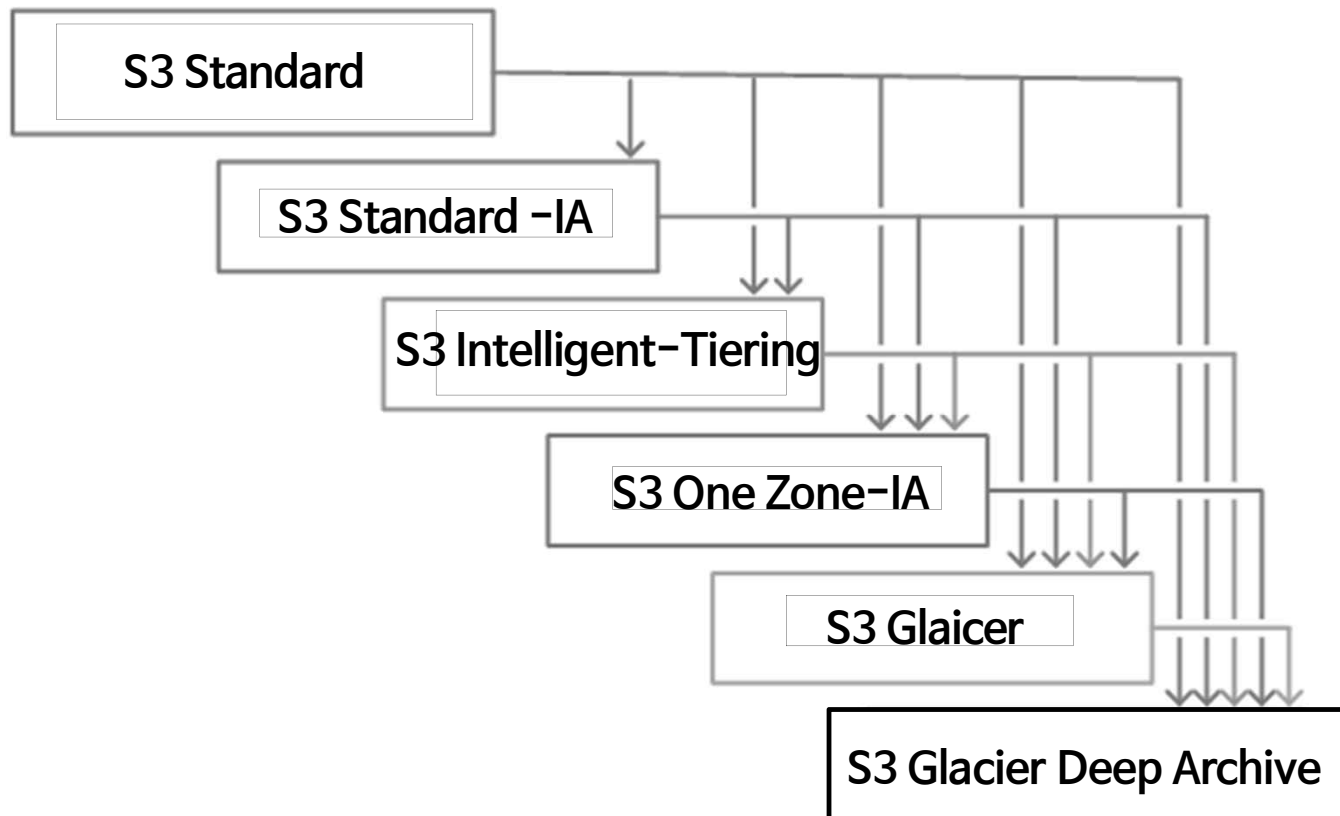 S3 Standard
S3 Standard -IA
S3 Intelligent-Tiering
S3 One Zone-IA
S3 Glaicer
S3 Glacier Deep Archive